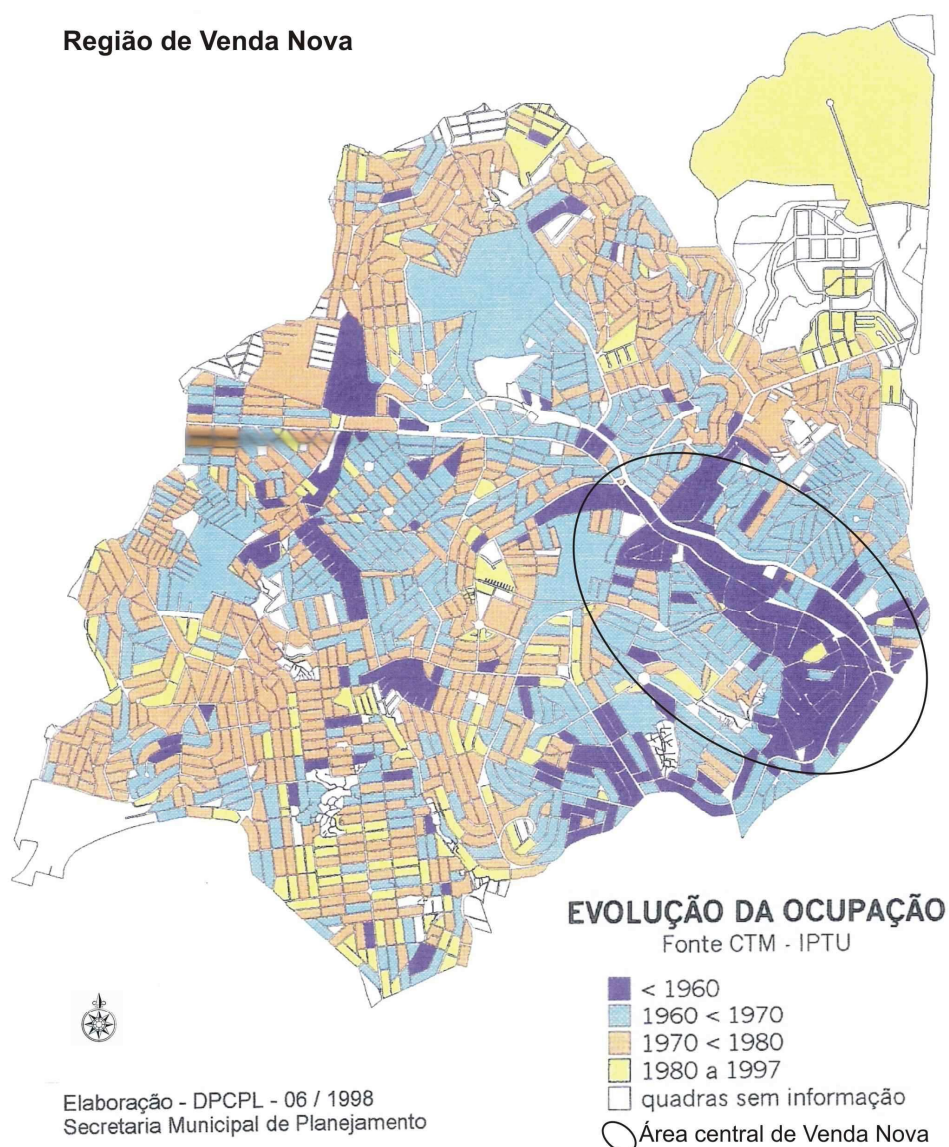 Região de Venda Nova
EVOLUÇÃO DA OCUPAÇÃO
Fonte CTM - IPTU
< 1960
1960 < 1970
1970 < 1980
1980 a 1997
quadras sem informação
Área central de Venda Nova
Elaboração - DPCPL - 06 / 1998
Secretaria Municipal de Planejamento